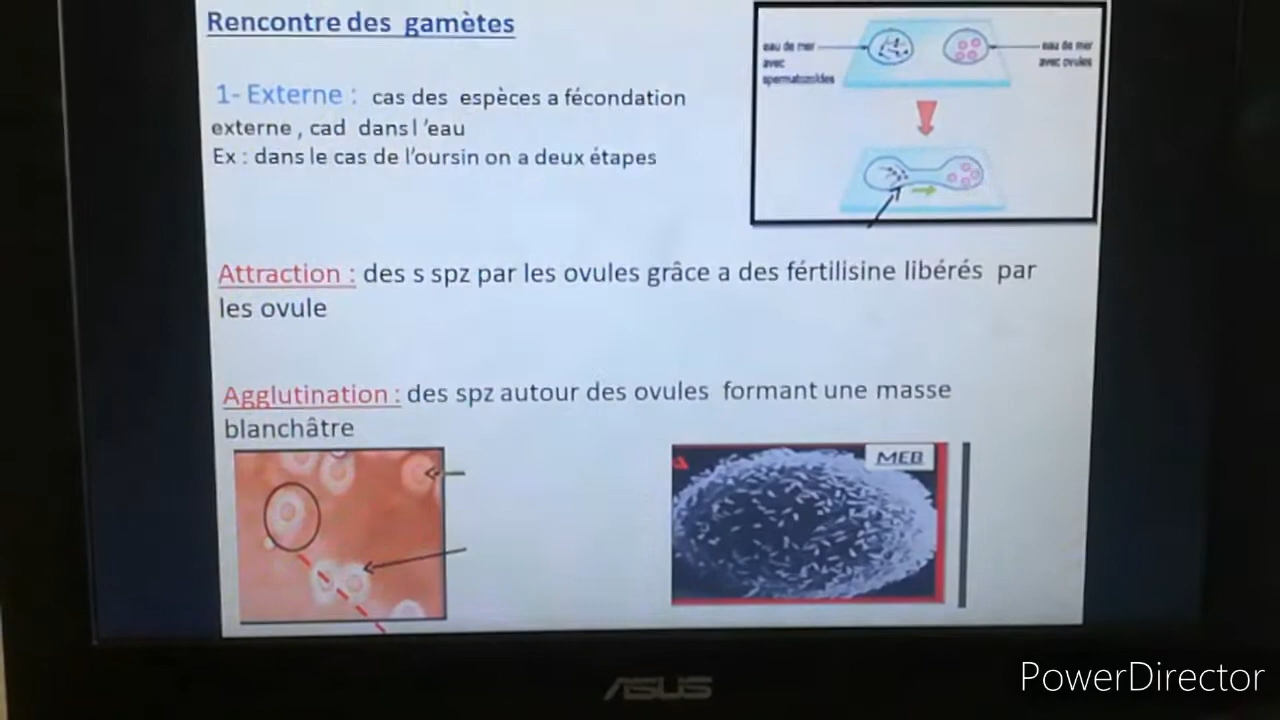 Rencontre des gamètes
eau de mer
avec
spermatozoïdes
eau de mer
avec ovules
1- Externe : cas des espèces a fécondation
externe , cad dans l 'eau
Ex : dans le cas de l'oursin on a deux étapes
Attraction : des s spz par les ovules grâce a des fértilisine libérés par
les ovule
Agglutination : des spz autour des ovules formant une masse
blanchâtre
MEB
ASUS
PowerDirector